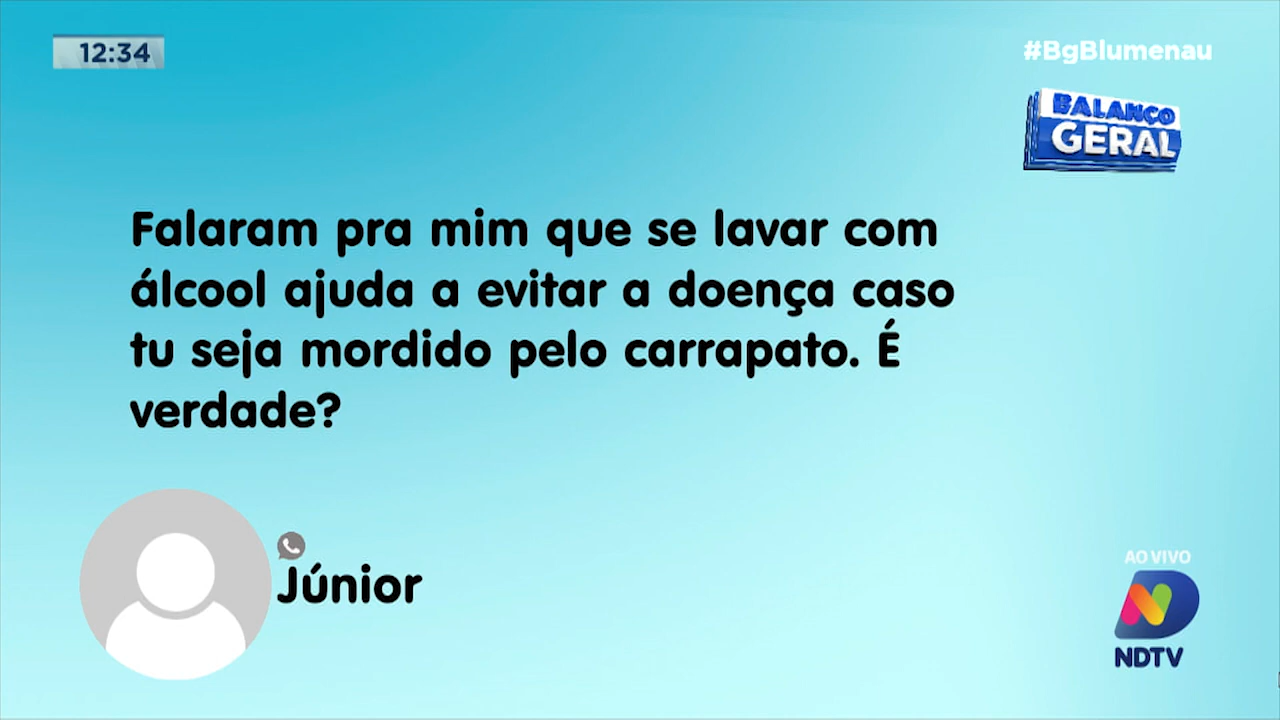 12:34
#BgBlumenau
BALANÇO
GERAL
Falaram pra mim que se lavar com
álcool ajuda a evitar a doença caso
tu seja mordido pelo carrapato. É
verdade?
Júnior
AO VIVO
N
NDTV